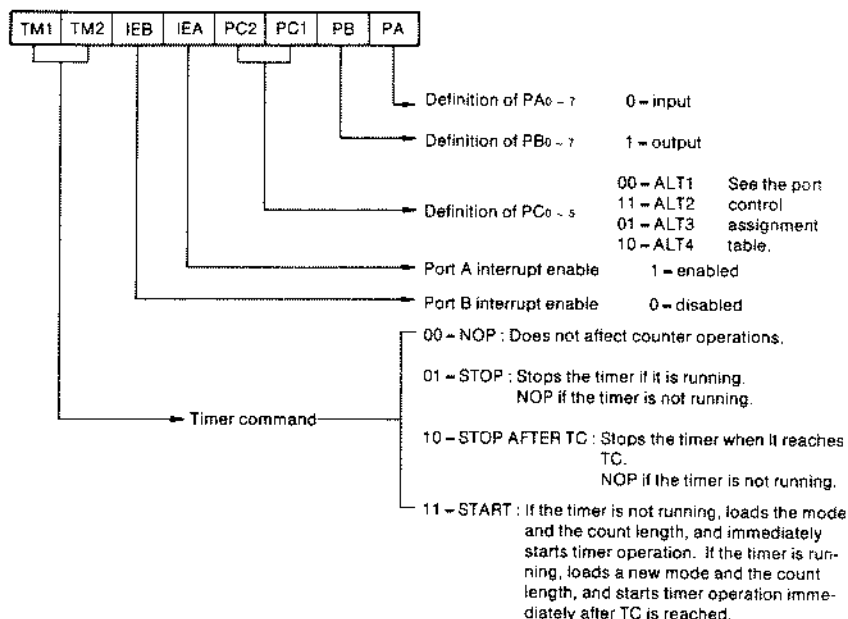 TM1 TM2 IEB IEA PC2 PC1 PB PA
Definition of PA0 ~ 7 0 – input
Definition of PB0 ~ 7 1 – output
Definition of PC0 ~ 5
00 – ALT1 See the port
11 – ALT2 control
01 – ALT3 assignment
10 – ALT4 table.
Port A interrupt enable 1 – enabled
Port B interrupt enable 0 – disabled
Timer command
00 – NOP : Does not affect counter operations.
01 – STOP : Stops the timer if it is running.
NOP if the timer is not running.
10 – STOP AFTER TC : Stops the timer when it reaches
TC.
NOP if the timer is not running.
11 – START : If the timer is not running, loads the mode
and the count length, and immediately
starts timer operation. If the timer is run-
ning, loads a new mode and the count
length, and starts timer operation imme-
diately after TC is reached.